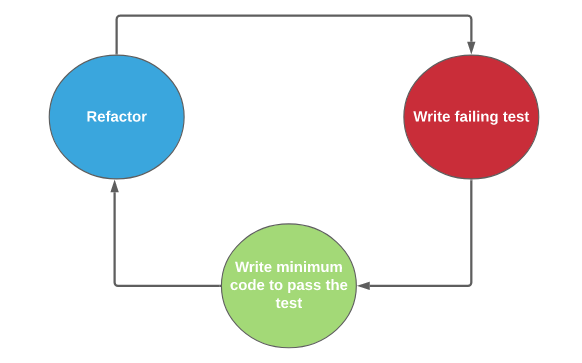 Refactor
Write failing test
Write minimum
code to pass the
test